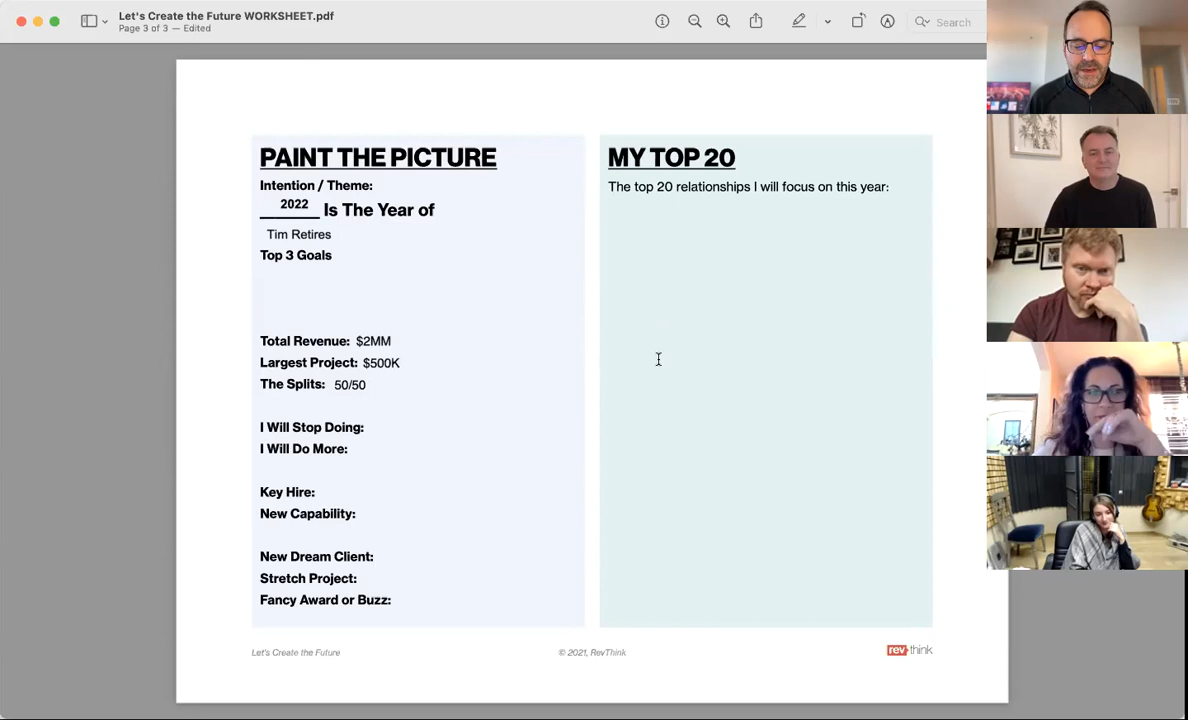 Let's Create the Future WORKSHEET.pdf
Page 3 of 3 — Edited
Search
PAINT THE PICTURE
Intention / Theme:
2022 Is The Year of
Tim Retires
Top 3 Goals
Total Revenue: $2MM
Largest Project: $500K
The Splits: 50/50
I Will Stop Doing:
I Will Do More:
Key Hire:
New Capability:
New Dream Client:
Stretch Project:
Fancy Award or Buzz:
MY TOP 20
The top 20 relationships I will focus on this year:
Let's Create the Future
© 2021, RevThink
rev think